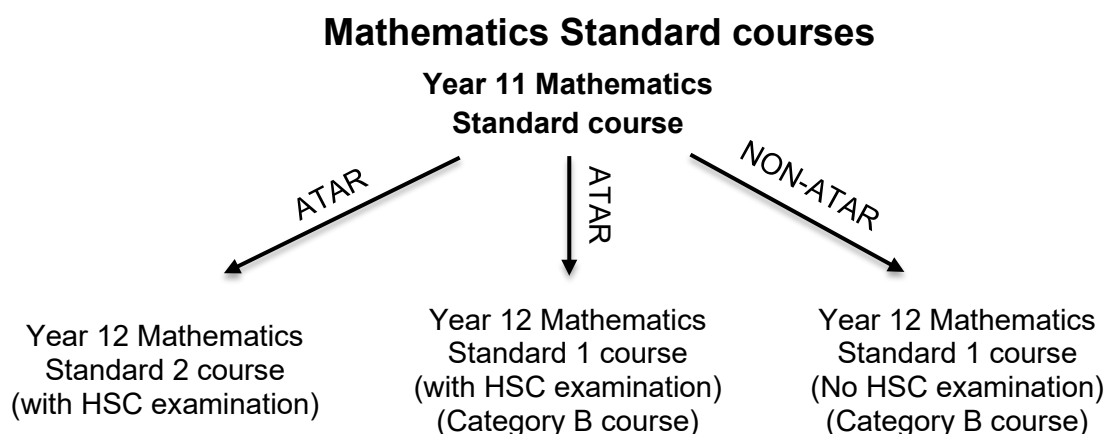 Mathematics Standard courses
Year 11 Mathematics
Standard course
ATAR
ATAR
NON-ATAR
Year 12 Mathematics
Standard 2 course
(with HSC examination)
Year 12 Mathematics
Standard 1 course
(with HSC examination)
(Category B course)
Year 12 Mathematics
Standard 1 course
(No HSC examination)
(Category B course)